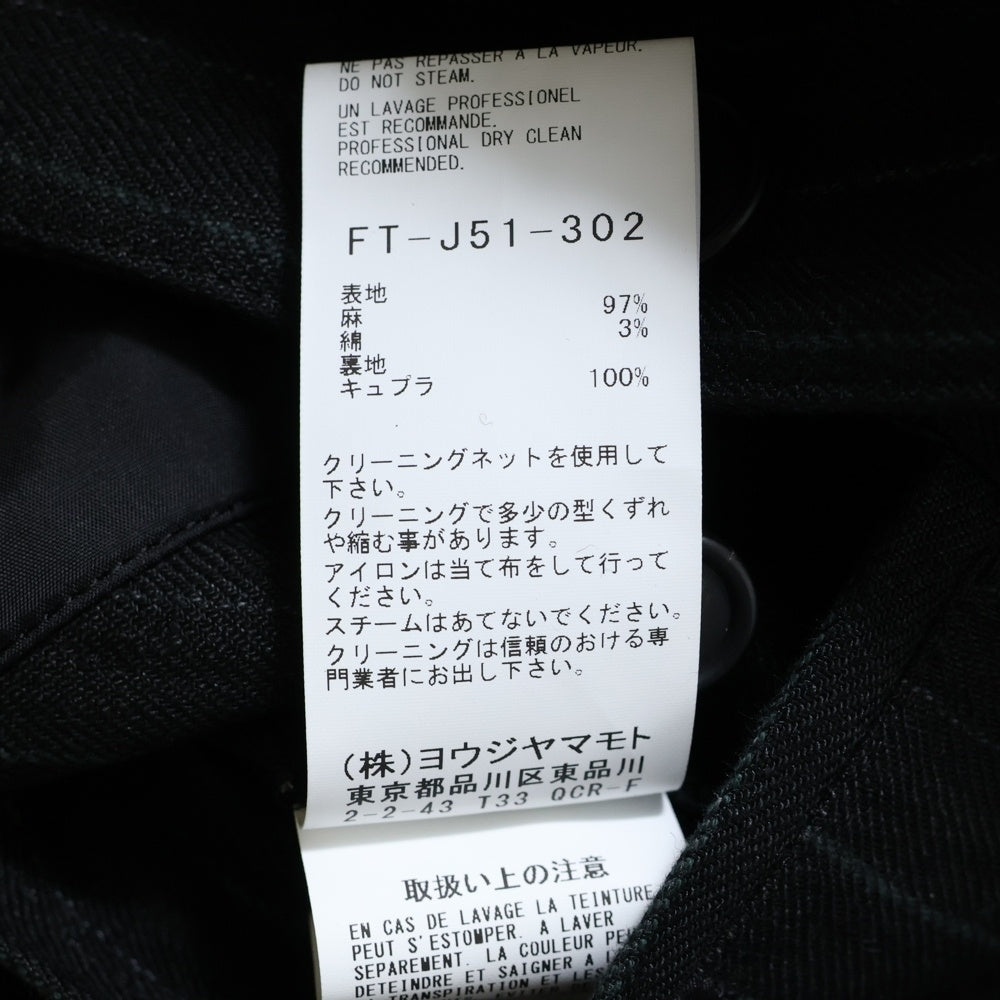 NE PAS REPASSER A LA VAPEUR.
DO NOT STEAM.
UN LAVAGE PROFESSIONEL
EST RECOMMANDE.
PROFESSIONAL DRY CLEAN
RECOMMENDED.
FT-J51-302
表地
麻 97%
綿 3%
裏地
キュプラ 100%
クリーニングネットを使用して
下さい。
クリーニングで多少の型くずれ
や縮む事があります。
アイロンは当て布をして行って
ください。
スチームはあてないでください。
クリーニングは信頼のおける専
門業者にお出し下さい。
(株)ヨウジヤマモト
東京都品川区東品川
2-2-43 T33 QCR-F
取扱い上の注意
EN CAS DE LAVAGE LA TEINTURE
PEUT S'ESTOMPER. A LAVER
SEPAREMENT. LA COULEUR
DETEINDRE ET SAIGNER A
TRANSPIRATION ET